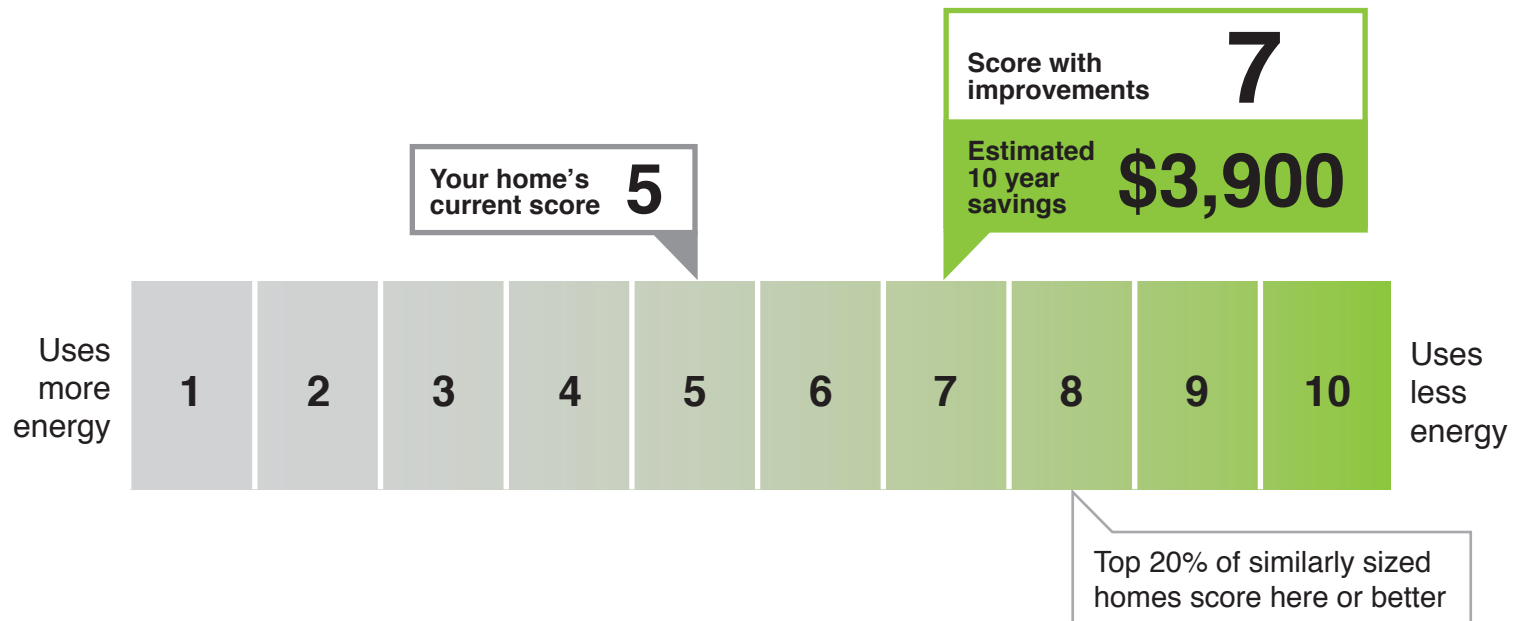 Score with
improvements
7
Estimated
10 year
savings
$3,900
Your home's
current score
5
Uses
more
energy
1 2 3 4 5 6 7 8 9 10
Uses
less
energy
Top 20% of similarly sized
homes score here or better